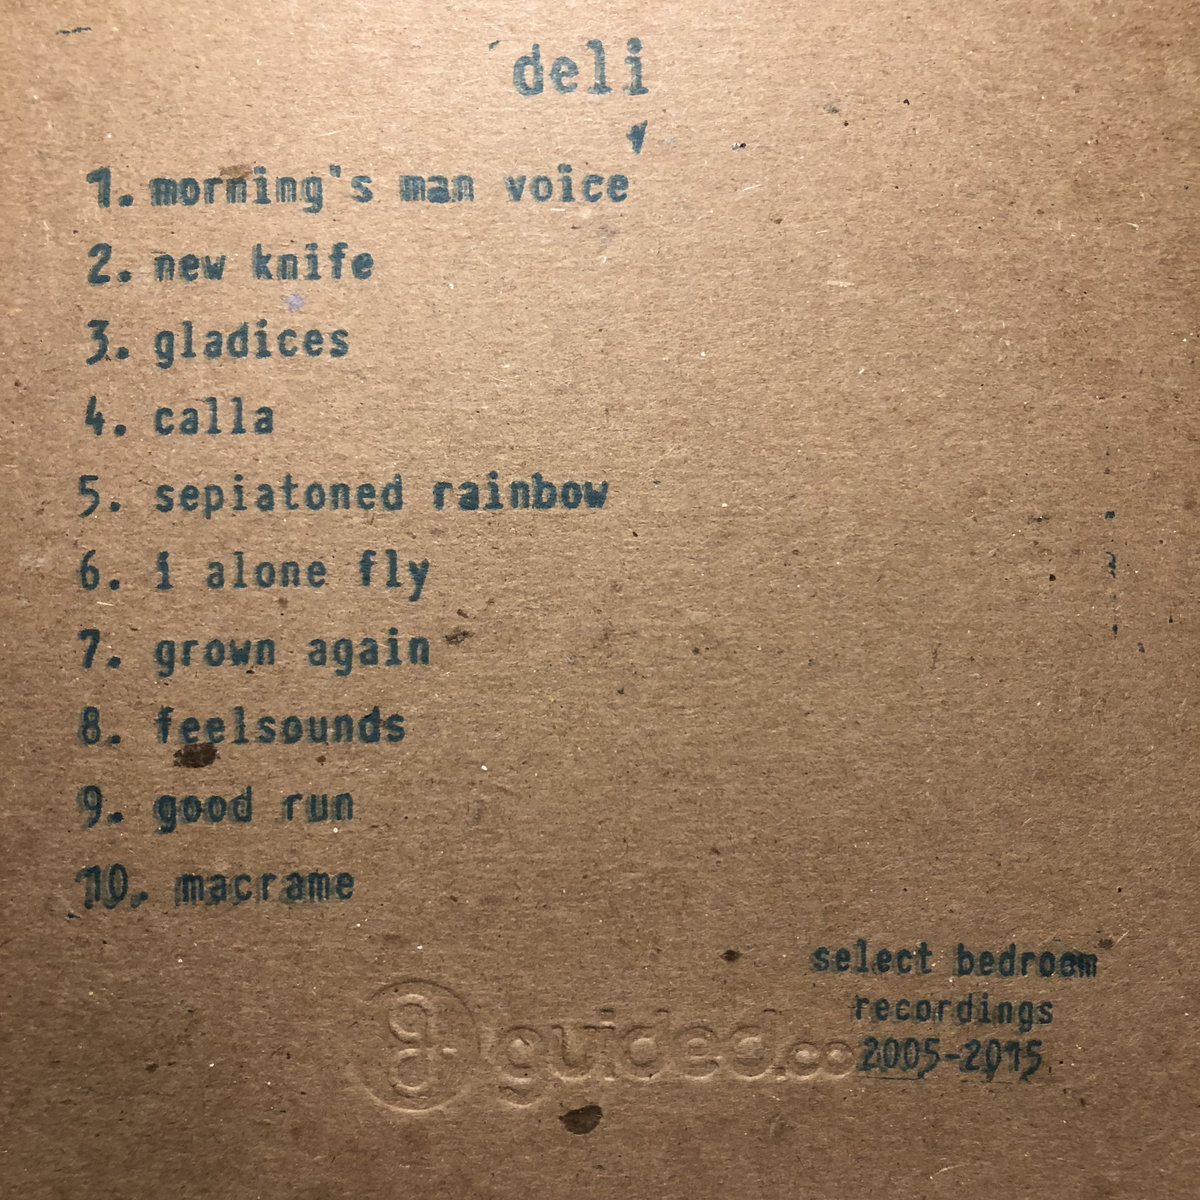 deli
1. morning's man voice
2. new knife
3. gladices
4. calla
5. sepiatoned rainbow
6. i alone fly
7. grown again
8. feelsounds
9. good run
10. macrame
select bedroom
recordings
2005-2015
guided.co